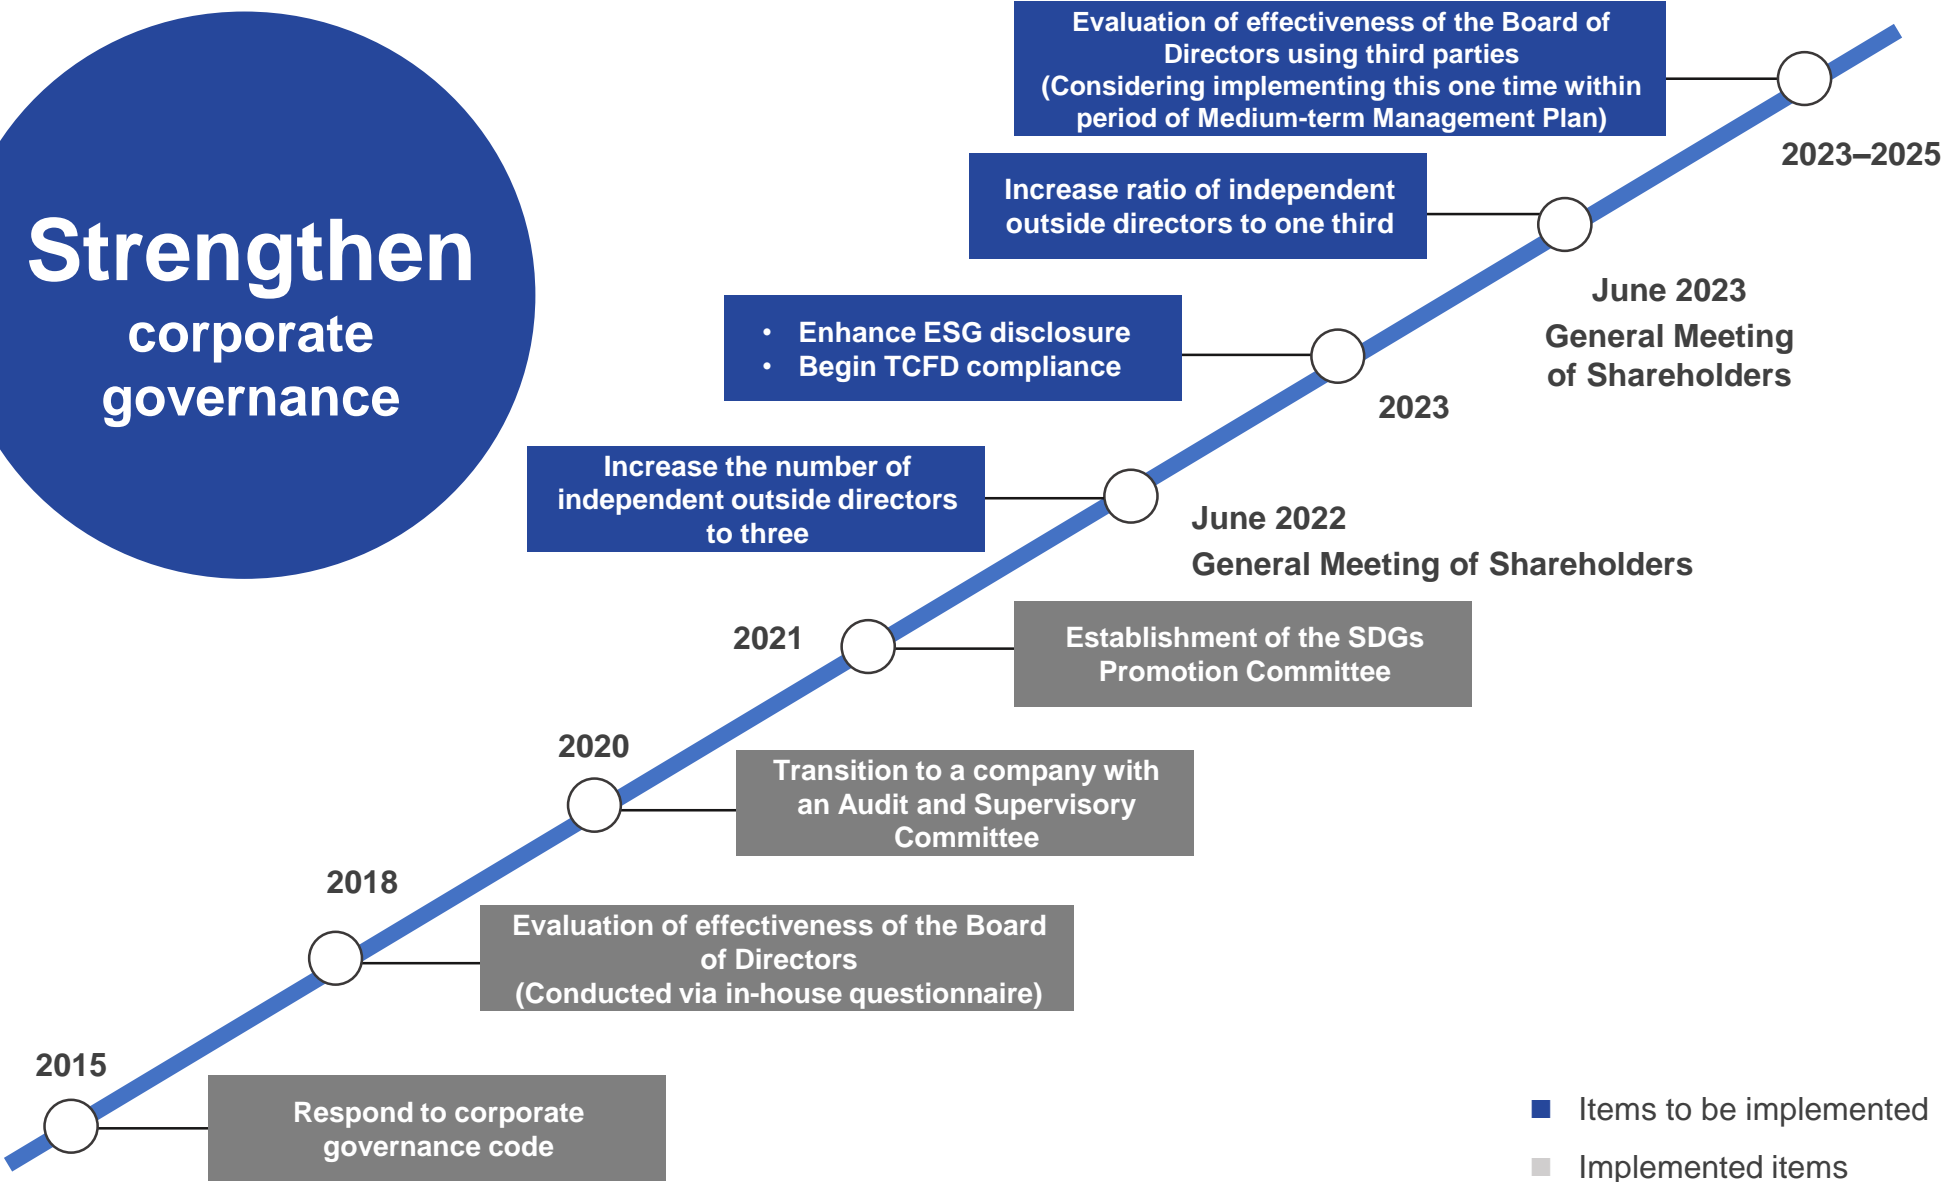 Strengthen
corporate
governance
Evaluation of effectiveness of the Board of
Directors using third parties
(Considering implementing this one time within
period of Medium-term Management Plan)
2023–2025
Increase ratio of independent
outside directors to one third
June 2023
General Meeting
of Shareholders
• Enhance ESG disclosure
• Begin TCFD compliance
2023
Increase the number of
independent outside directors
to three
June 2022
General Meeting of Shareholders
2021
Establishment of the SDGs
Promotion Committee
2020
Transition to a company with
an Audit and Supervisory
Committee
2018
Evaluation of effectiveness of the Board
of Directors
(Conducted via in-house questionnaire)
2015
Respond to corporate
governance code
Items to be implemented
Implemented items